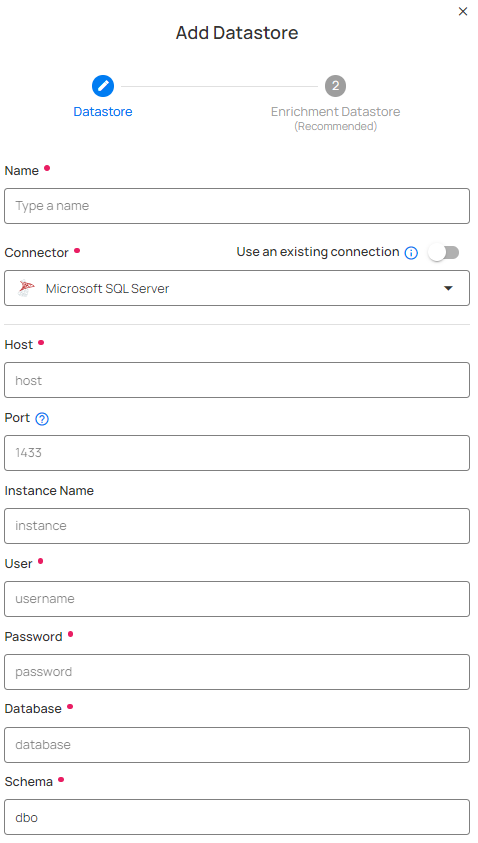 Add Datastore
2
Datastore
Enrichment Datastore
(Recommended)
Name
Type a name
Connector
Use an existing connection
Microsoft SQL Server
Host
host
Port
1433
Instance Name
instance
User
username
Password
password
Database
database
Schema
dbo